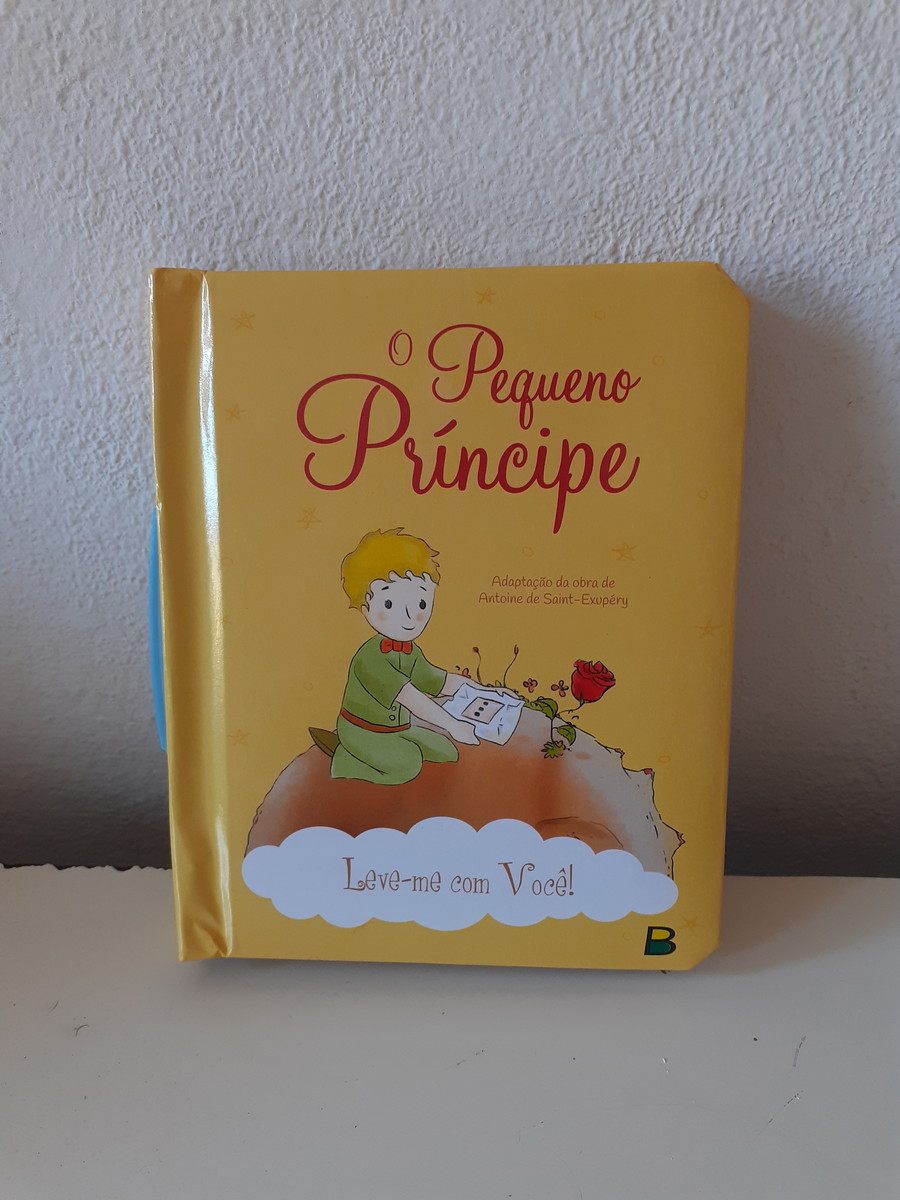 O Pequeno
Príncipe
Adaptação da obra de
Antoine de Saint-Exupéry
Leve-me com Você!
B